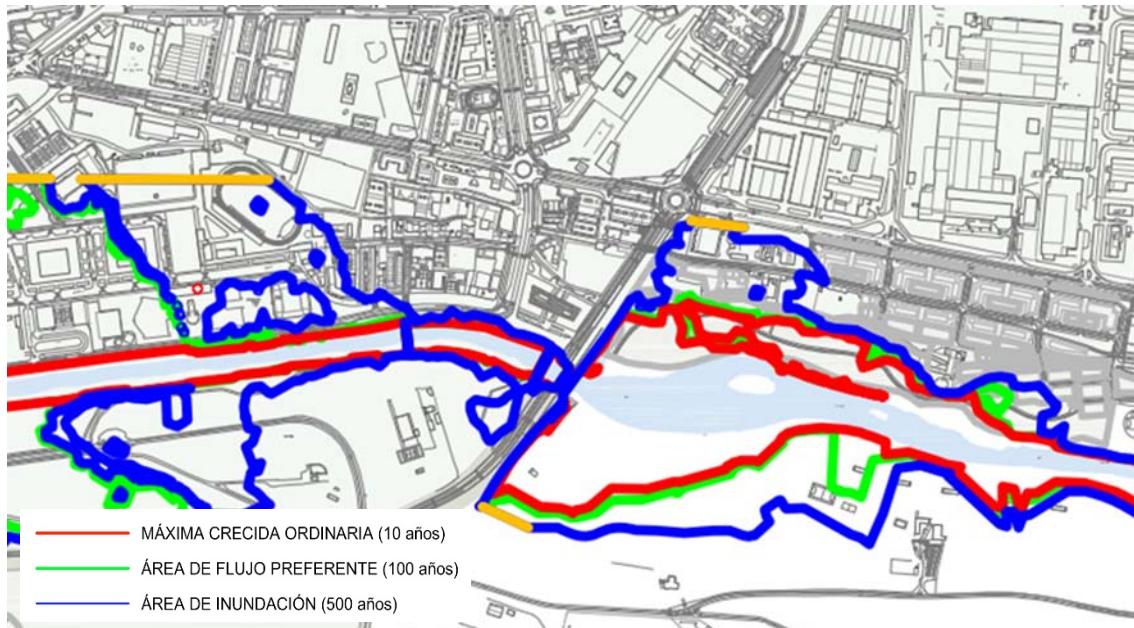 MÁXIMA CRECIDA ORDINARIA (10 años)
ÁREA DE FLUJO PREFERENTE (100 años)
ÁREA DE INUNDACIÓN (500 años)